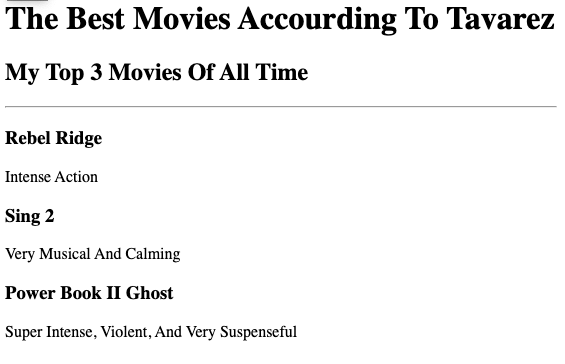 The Best Movies Accourding To Tavarez
My Top 3 Movies Of All Time
Rebel Ridge
Intense Action
Sing 2
Very Musical And Calming
Power Book II Ghost
Super Intense, Violent, And Very Suspenseful